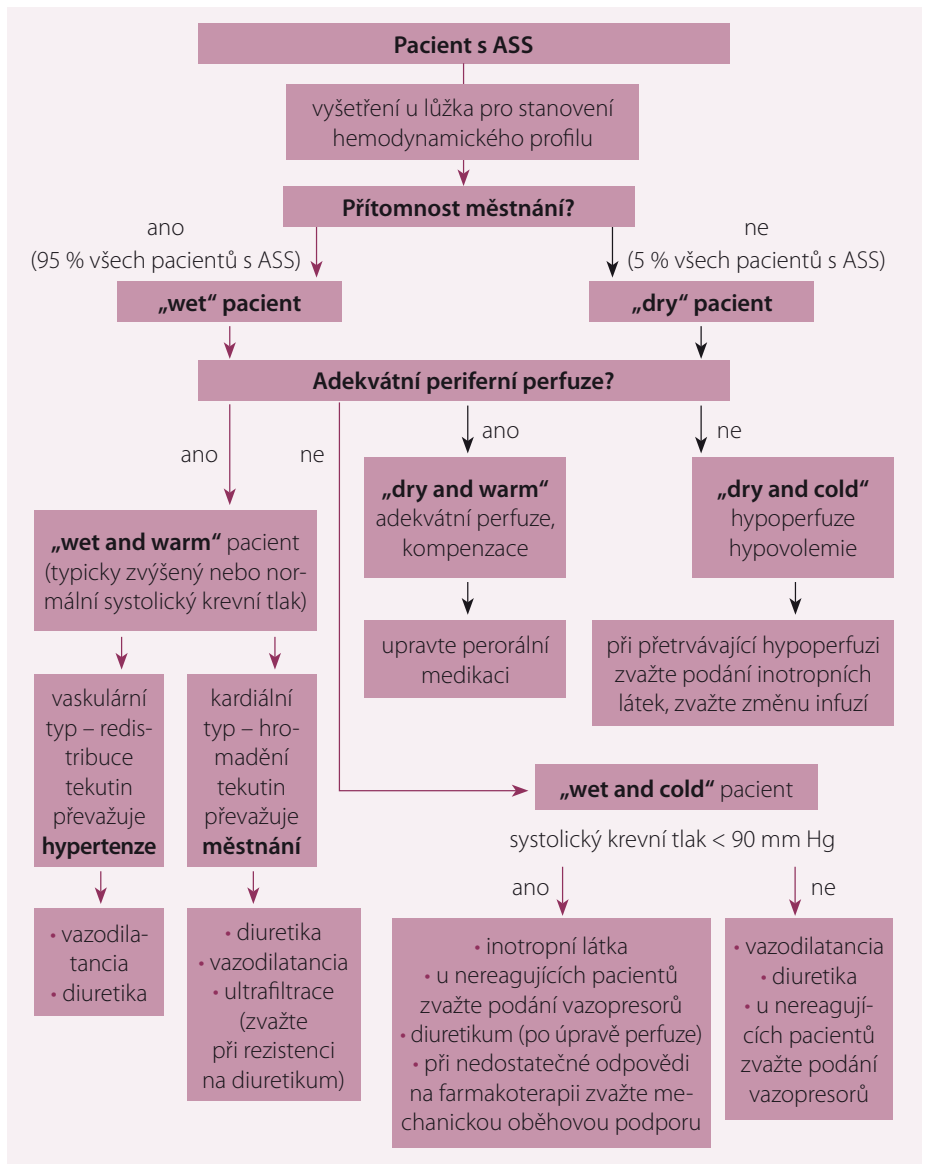 Pacient s ASS
vyšetření u lůžka pro stanovení
hemodynamického profilu
Přítomnost městnání?
ano
(95 % všech pacientů s ASS)
ne
(5 % všech pacientů s ASS)
„wet“ pacient
„dry“ pacient
Adekvátní periferní perfuze?
ano
ne
ano
ne
„wet and warm“ pacient
(typicky zvýšený nebo nor-
mální systolický krevní tlak)
„dry and warm“
adekvátní perfuze,
kompenzace
„dry and cold“
hypoperfuze
hypovolemie
upravte perorální
medikaci
při přetrvávající hypoperfuzi
zvažte podání inotropních
látek, zvažte změnu infuzí
vaskulární
typ – redis-
tribuce
tekutin
převažuje
hypertenze
kardiální
typ – hro-
madění
tekutin
převažuje
městnání
„wet and cold“ pacient
systolický krevní tlak < 90 mm Hg
ano
ne
• vazodila-
tancia
• diuretika
• diuretika
• vazodilatancia
• ultrafiltrace
(zvažte
při rezistenci
na diuretikum)
• inotropní látka
• u nereagujících pacientů
zvažte podání vazopresorů
• diuretikum (po úpravě perfuze)
• při nedostatečné odpovědi
na farmakoterapii zvažte me-
chanickou oběhovou podporu
• vazodilatancia
• diuretika
• u nereagují-
cích pacientů
zvažte podání
vazopresorů